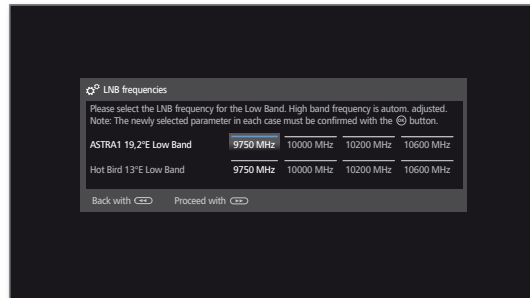 LNB frequencies
Please select the LNB frequency for the Low Band. High band frequency is autom. adjusted.
Note: The newly selected parameter in each case must be confirmed with the OK button.
ASTRA1 19,2°E Low Band 9750 MHz 10000 MHz 10200 MHz 10600 MHz
Hot Bird 13°E Low Band 9750 MHz 10000 MHz 10200 MHz 10600 MHz
Back with ◄◄ Proceed with ►►